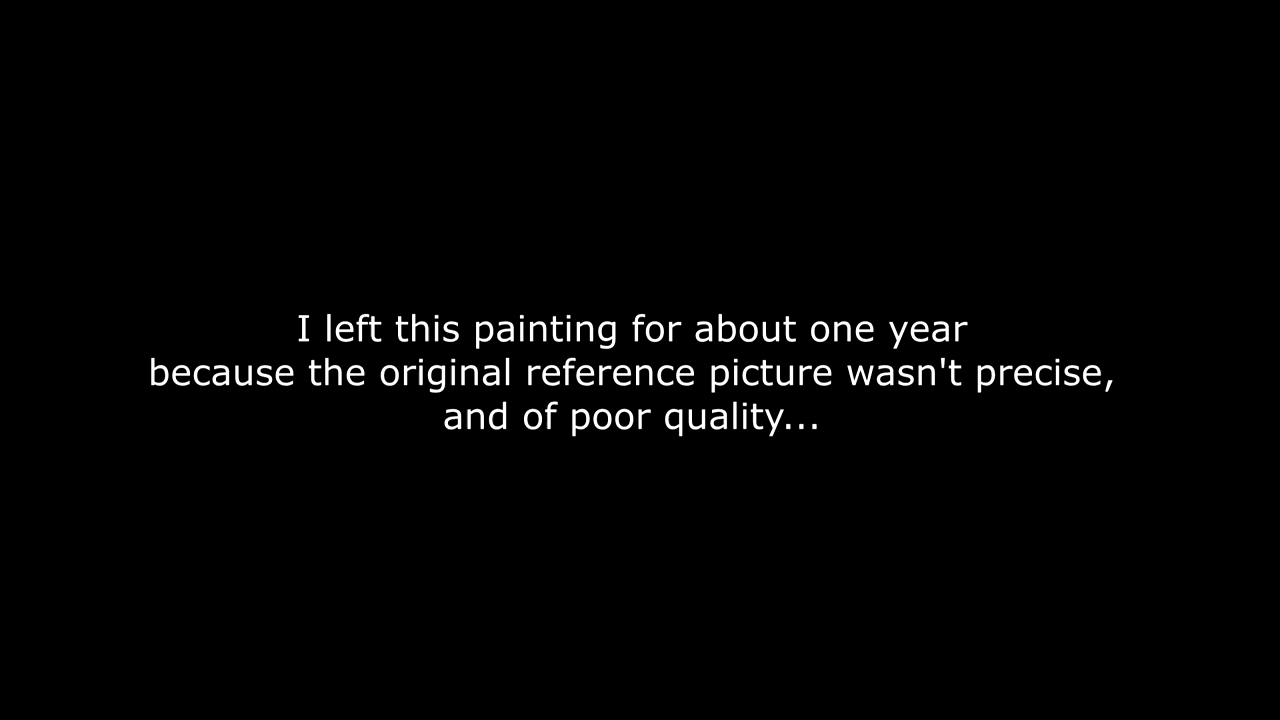 I left this painting for about one year
because the original reference picture wasn't precise,
and of poor quality...